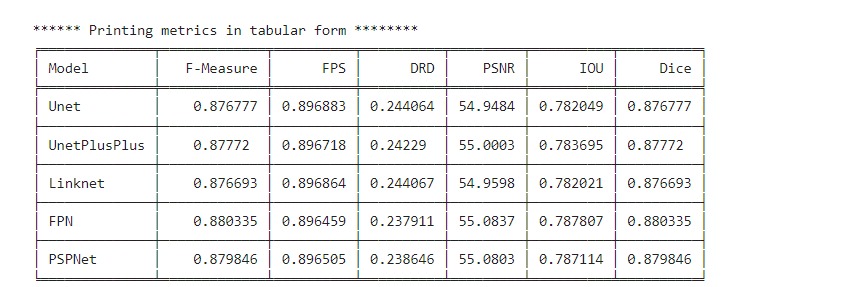 ****** Printing metrics in tabular form ********
Model F-Measure FPS DRD PSNR IOU Dice
Unet 0.876777 0.896883 0.244064 54.9484 0.782049 0.876777
UnetPlusPlus 0.87772 0.896718 0.24229 55.0003 0.783695 0.87772
Linknet 0.876693 0.896864 0.244067 54.9598 0.782021 0.876693
FPN 0.880335 0.896459 0.237911 55.0837 0.787807 0.880335
PSPNet 0.879846 0.896505 0.238646 55.0803 0.787114 0.879846